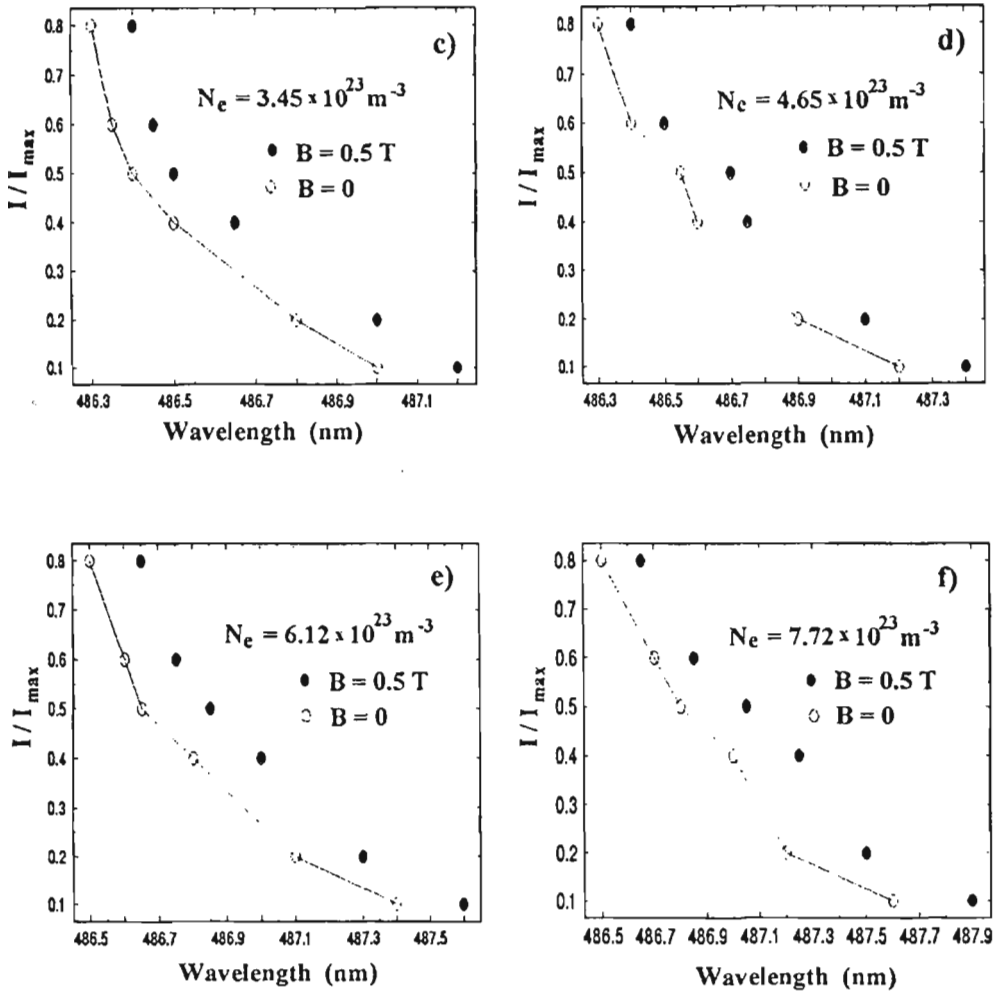 c)
N_e = 3.45 x 10^23 m^-3
B = 0.5 T
B = 0
I / I_max
0.8
0.7
0.6
0.5
0.4
0.3
0.2
0.1
486.3 486.5 486.7 486.9 487.1
Wavelength (nm)
d)
N_e = 4.65 x 10^23 m^-3
B = 0.5 T
B = 0
I / I_max
0.8
0.7
0.6
0.5
0.4
0.3
0.2
0.1
486.3 486.5 486.7 486.9 487.1 487.3
Wavelength (nm)
e)
N_e = 6.12 x 10^23 m^-3
B = 0.5 T
B = 0
I / I_max
0.8
0.7
0.6
0.5
0.4
0.3
0.2
0.1
486.5 486.7 486.9 487.1 487.3 487.5
Wavelength (nm)
f)
N_e = 7.72 x 10^23 m^-3
B = 0.5 T
B = 0
I / I_max
0.8
0.7
0.6
0.5
0.4
0.3
0.2
0.1
486.5 486.7 486.9 487.1 487.3 487.5 487.7 487.9
Wavelength (nm)